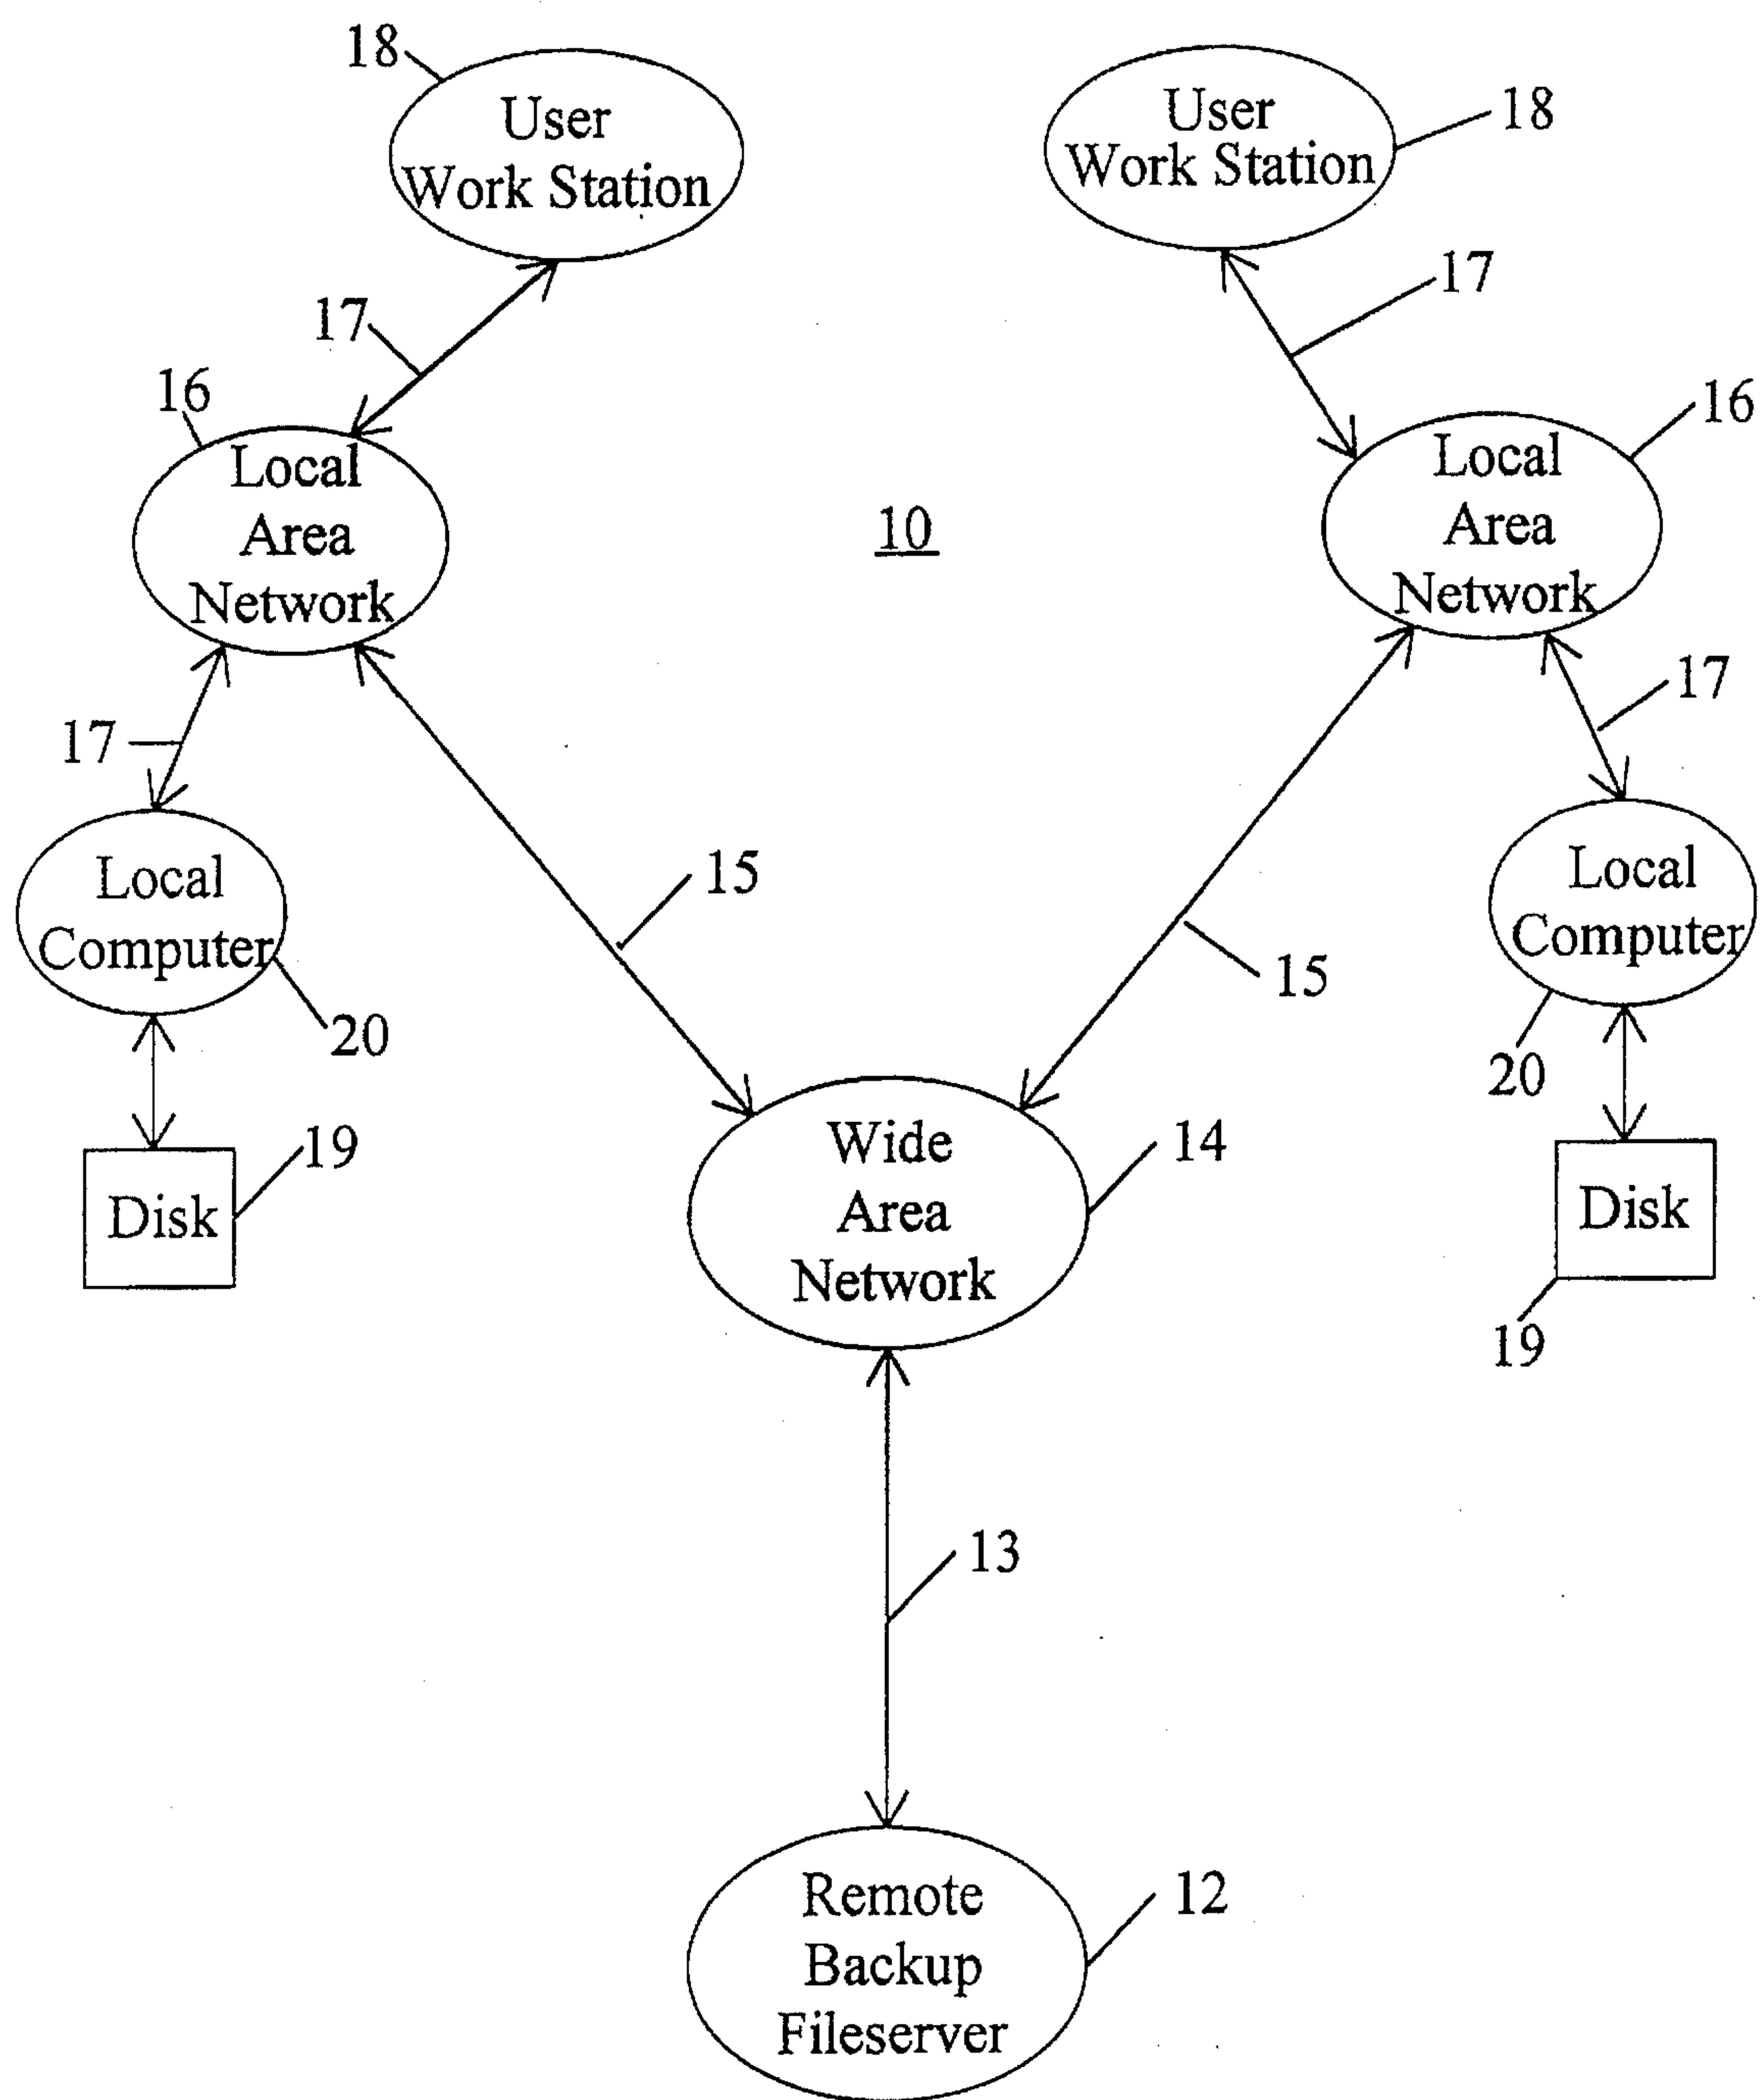 18
User
Work Station
User
Work Station
18
17
17
16
Local
Area
Network
10
Local
Area
Network
16
17
17
Local
Computer
20
15
15
Local
Computer
20
Disk
19
Wide
Area
Network
14
Disk
19
13
Remote
Backup
Fileserver
12